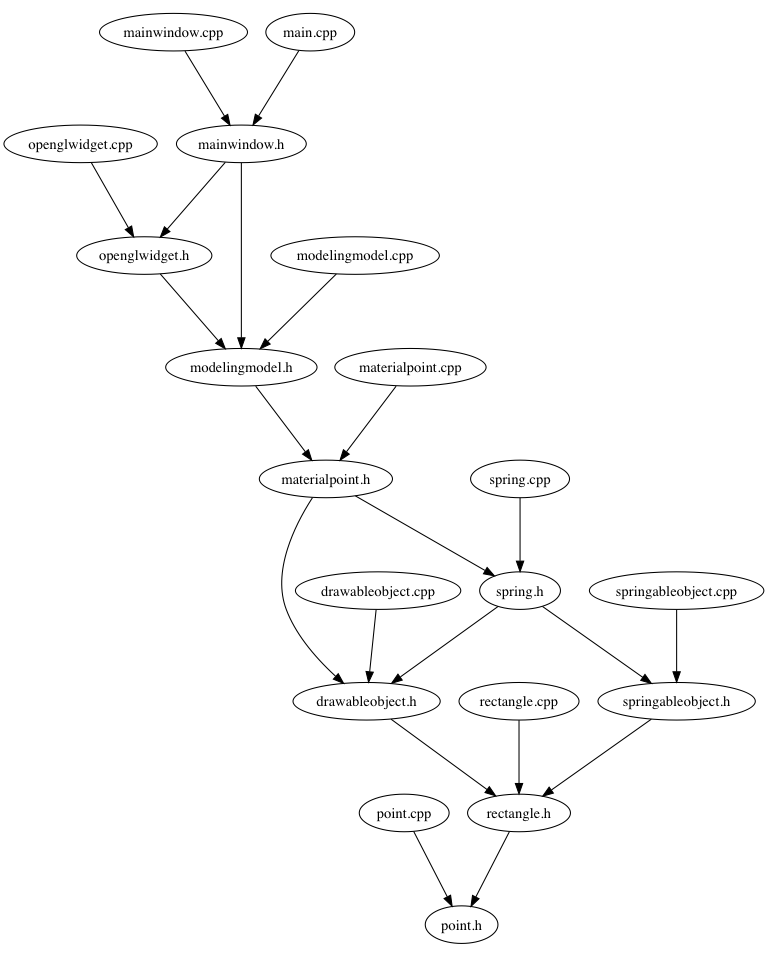 mainwindow.cpp
main.cpp
openglwidget.cpp
mainwindow.h
openglwidget.h
modelingmodel.cpp
modelingmodel.h
materialpoint.cpp
materialpoint.h
spring.cpp
drawableobject.cpp
spring.h
springableobject.cpp
drawableobject.h
rectangle.cpp
springableobject.h
point.cpp
rectangle.h
point.h